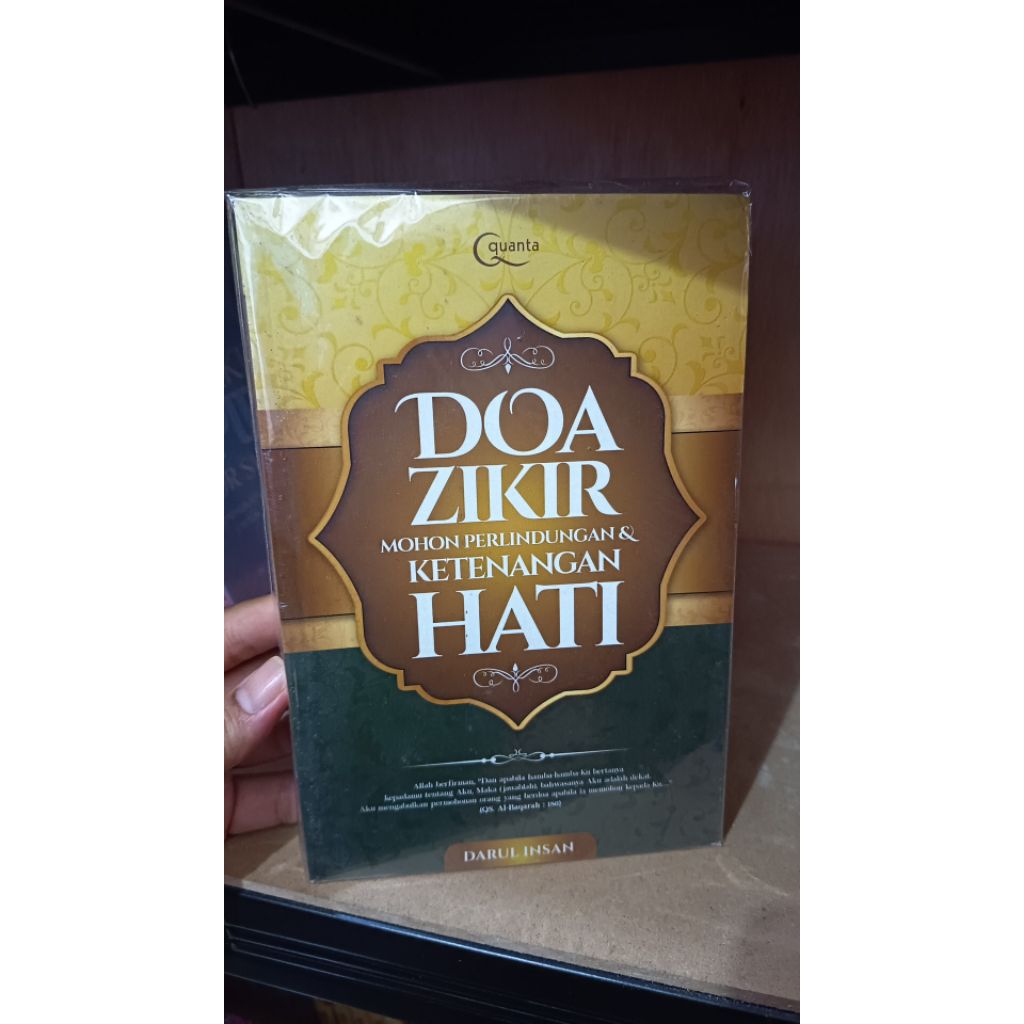 quanta
DOA
ZIKIR
MOHON PERLINDUNGAN &
KETENANGAN
HATI
Allah berfirman, "Dan apabila hamba-hamba-Ku bertanya
kepadamu tentang Aku, Maka (jawablah), bahwasanya Aku adalah dekat.
Aku mengabulkan permohonan orang yang berdoa apabila ia memohon kepada Ku...."
(QS. Al-Baqarah : 186)
DARUL INSAN